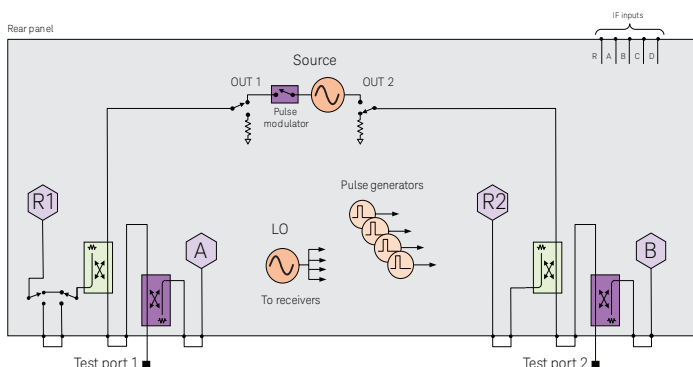 IF inputs
Rear panel
R A B C D
Source
OUT 1
OUT 2
Pulse
modulator
Pulse generators
R1
R2
LO
A
B
To receivers
Test port 1
Test port 2